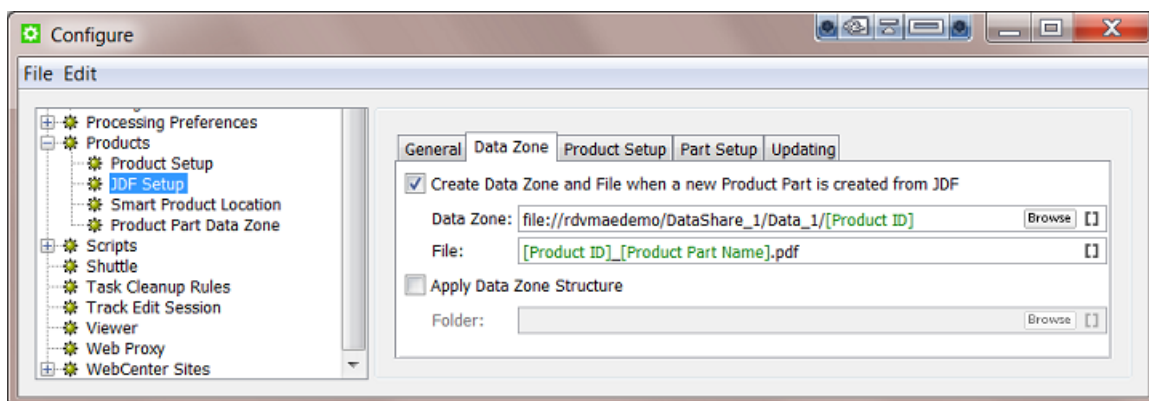 Configure
File Edit
Processing Preferences
Products
Product Setup
JDF Setup
Smart Product Location
Product Part Data Zone
Scripts
Shuttle
Task Cleanup Rules
Track Edit Session
Viewer
Web Proxy
WebCenter Sites
General Data Zone Product Setup Part Setup Updating
Create Data Zone and File when a new Product Part is created from JDF
Data Zone: file://rdvmaedemo/DataShare_1/Data_1/[Product ID] Browse []
File: [Product ID]_[Product Part Name].pdf []
Apply Data Zone Structure
Folder: Browse []